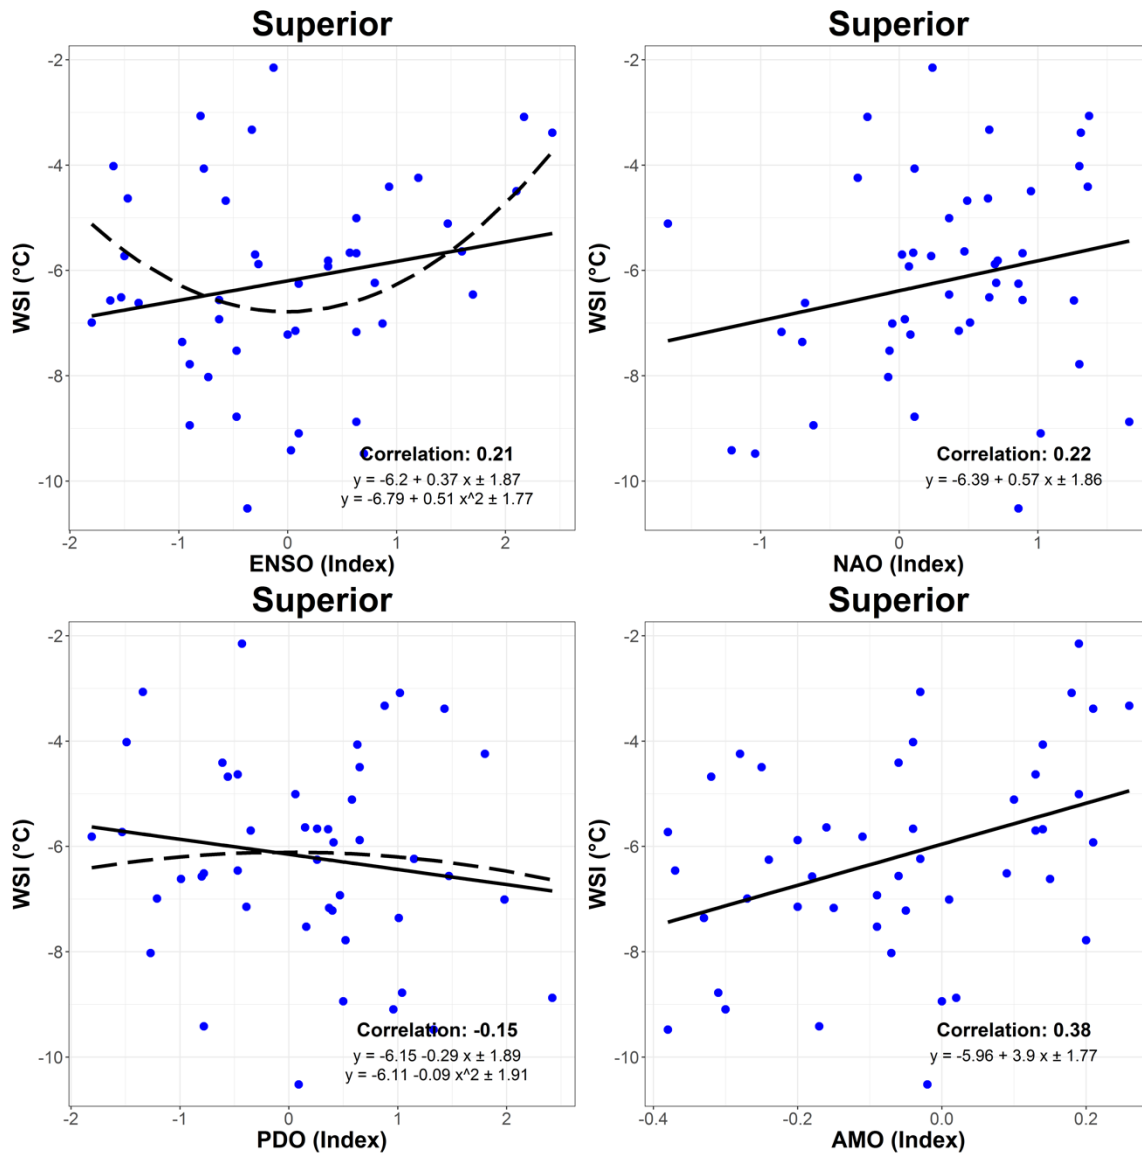 Superior
-2
-4
-6
-8
-10
WSI (°C)
Correlation: 0.21
y = -6.2 + 0.37 x ± 1.87
y = -6.79 + 0.51 x^2 ± 1.77
-2 -1 0 1 2
ENSO (Index)
Superior
-2
-4
-6
-8
-10
WSI (°C)
Correlation: 0.22
y = -6.39 + 0.57 x ± 1.86
-1 0 1
NAO (Index)
Superior
-2
-4
-6
-8
-10
WSI (°C)
Correlation: -0.15
y = -6.15 -0.29 x ± 1.89
y = -6.11 -0.09 x^2 ± 1.91
-2 -1 0 1 2
PDO (Index)
Superior
-2
-4
-6
-8
-10
WSI (°C)
Correlation: 0.38
y = -5.96 + 3.9 x ± 1.77
-0.4 -0.2 0.0 0.2
AMO (Index)